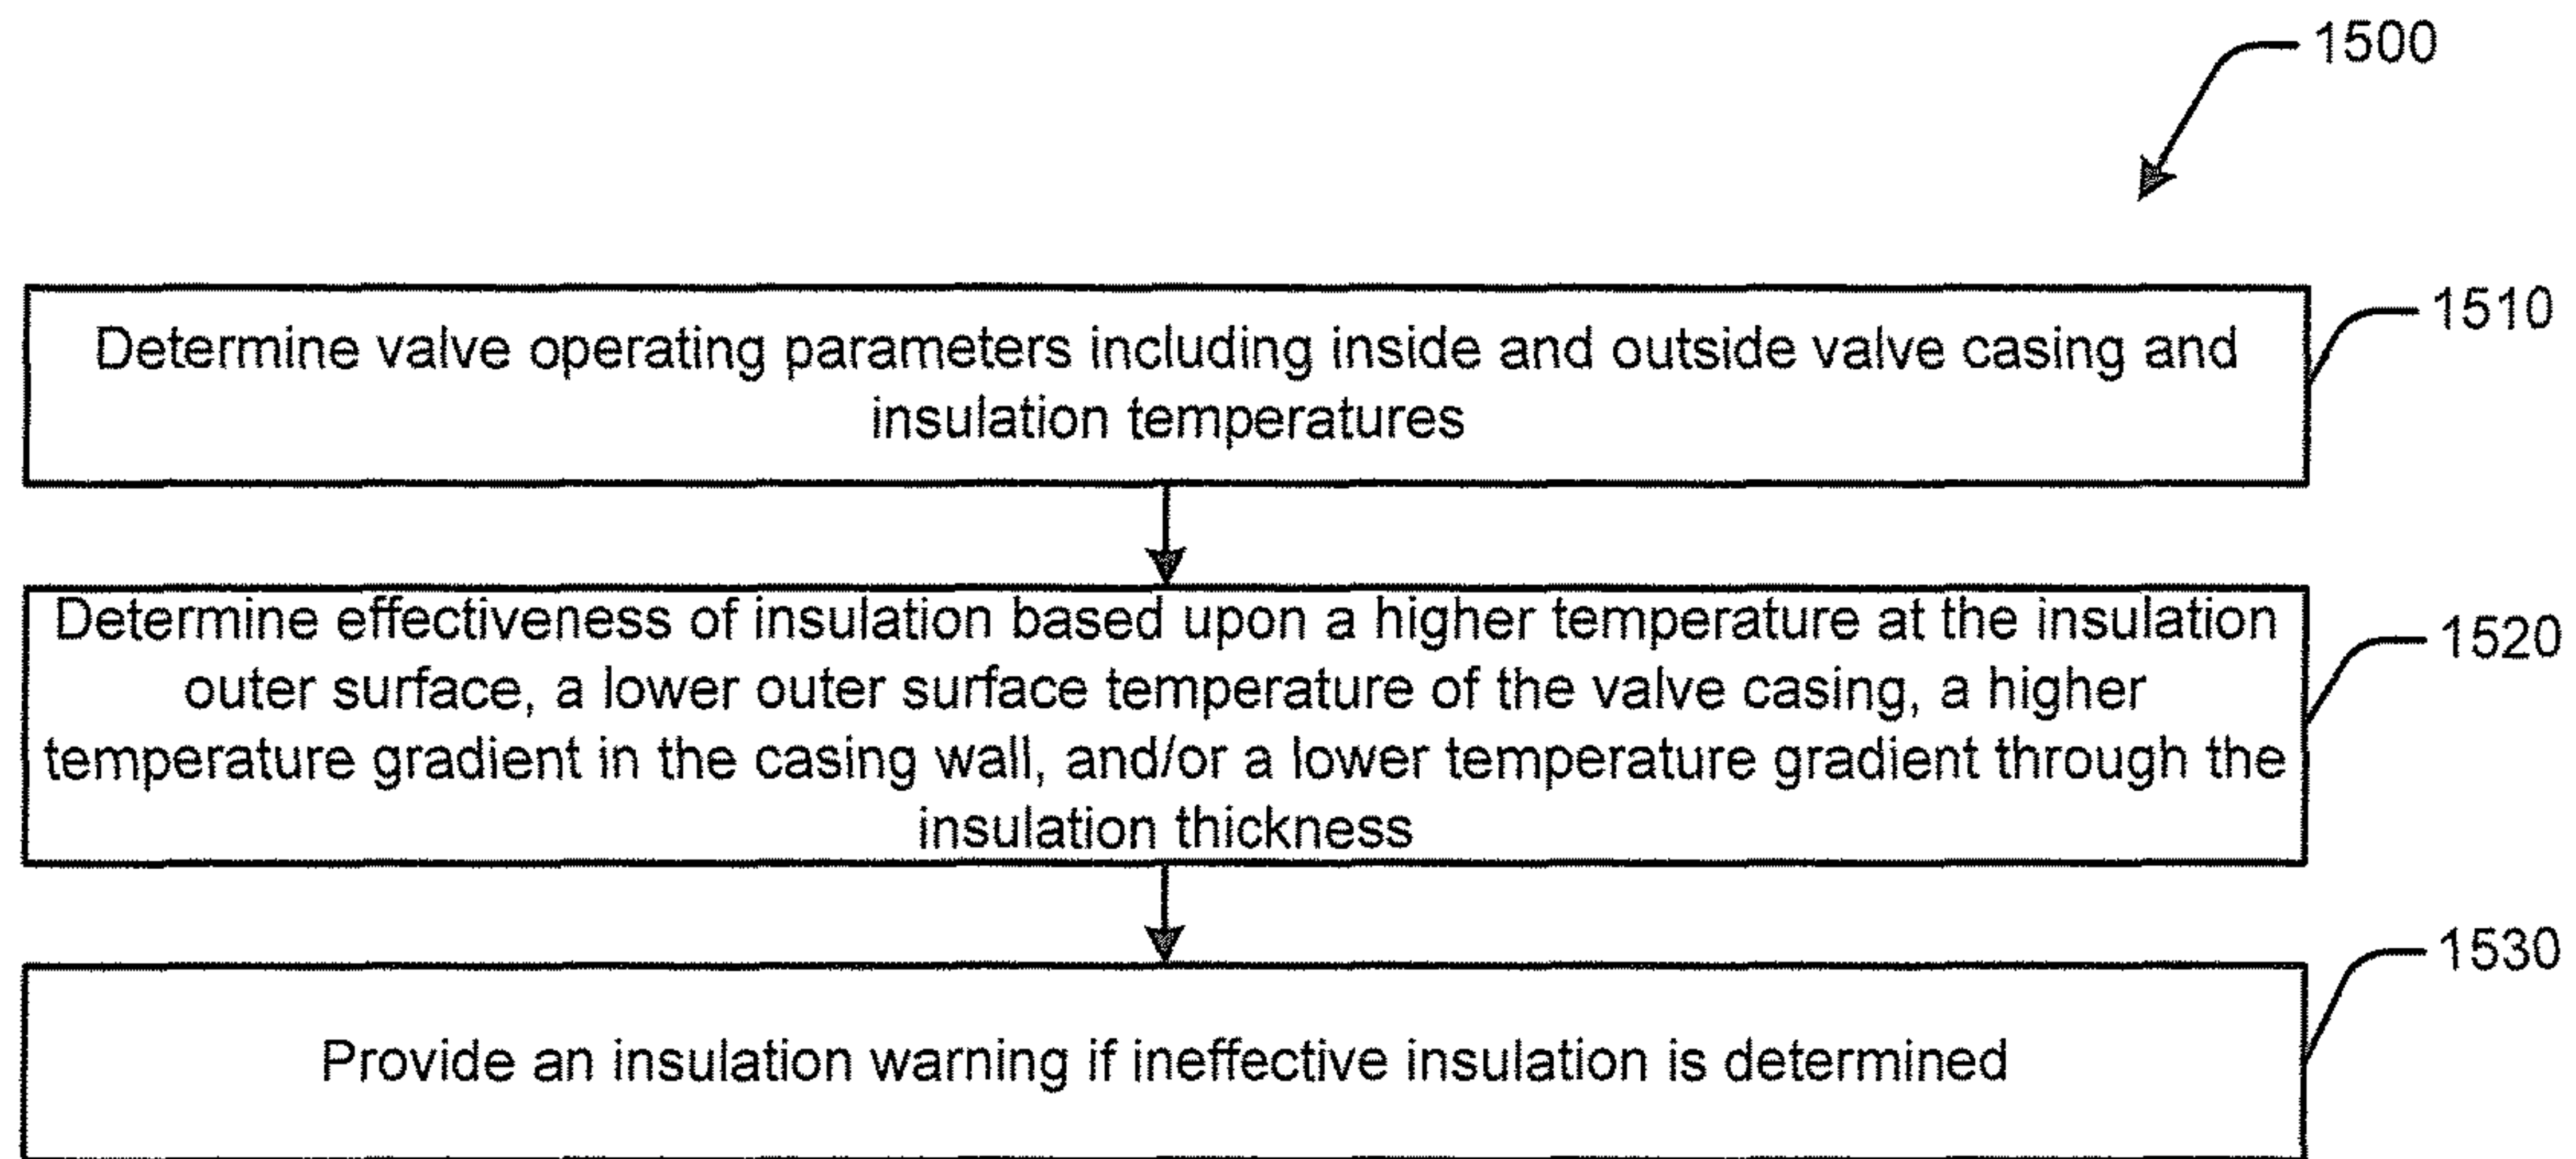 1500
Determine valve operating parameters including inside and outside valve casing and
insulation temperatures
1510
Determine effectiveness of insulation based upon a higher temperature at the insulation
outer surface, a lower outer surface temperature of the valve casing, a higher
temperature gradient in the casing wall, and/or a lower temperature gradient through the
insulation thickness
1520
Provide an insulation warning if ineffective insulation is determined
1530